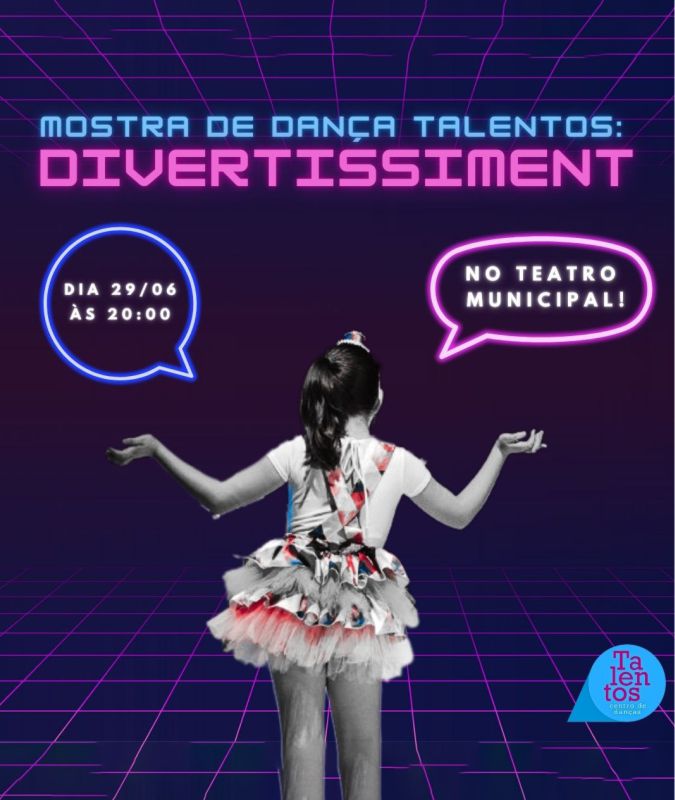 MOSTRA DE DANÇA TALENTOS:
DIVERTISSIMENT
DIA 29/06
ÀS 20:00
NO TEATRO
MUNICIPAL!
Ta
len
tos
centro de
danças